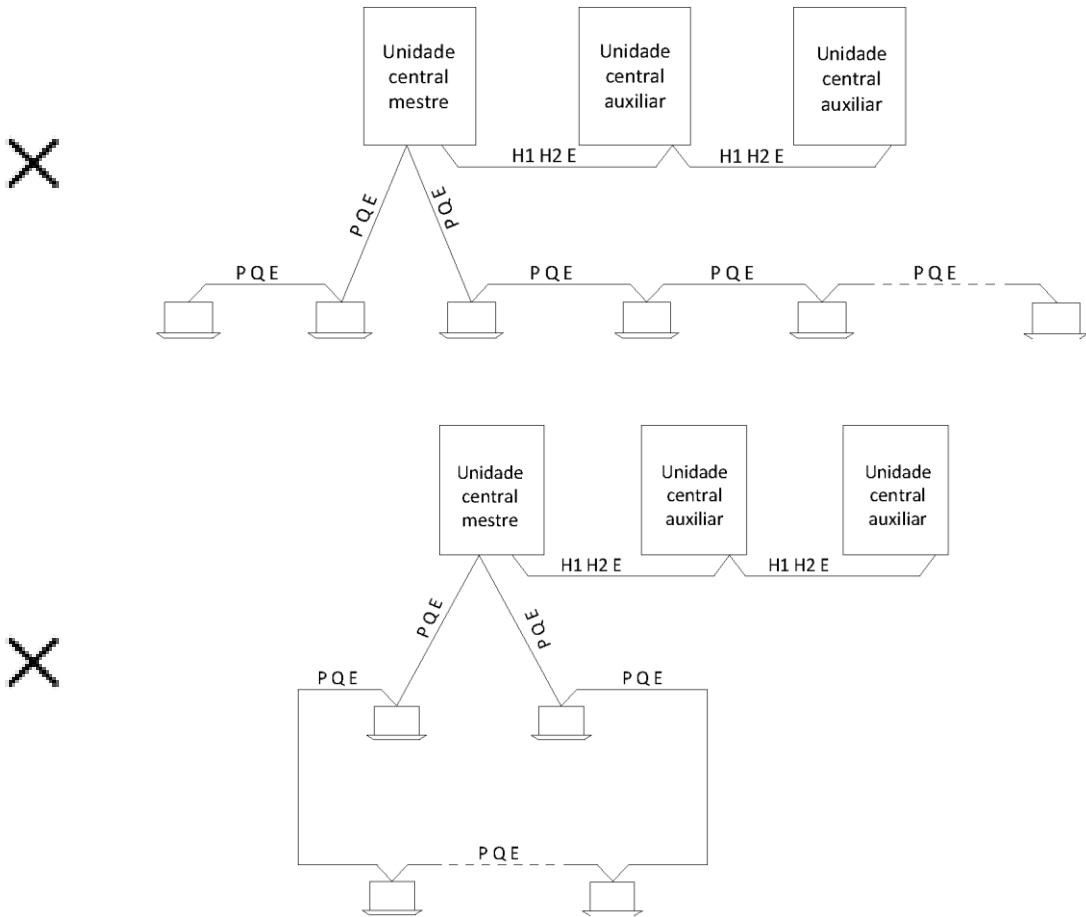 Unidade
central
mestre
Unidade
central
auxiliar
Unidade
central
auxiliar
H1 H2 E
H1 H2 E
P Q E
P Q E
P Q E
P Q E
P Q E
P Q E
Unidade
central
mestre
Unidade
central
auxiliar
Unidade
central
auxiliar
H1 H2 E
H1 H2 E
P Q E
P Q E
P Q E
P Q E
P Q E